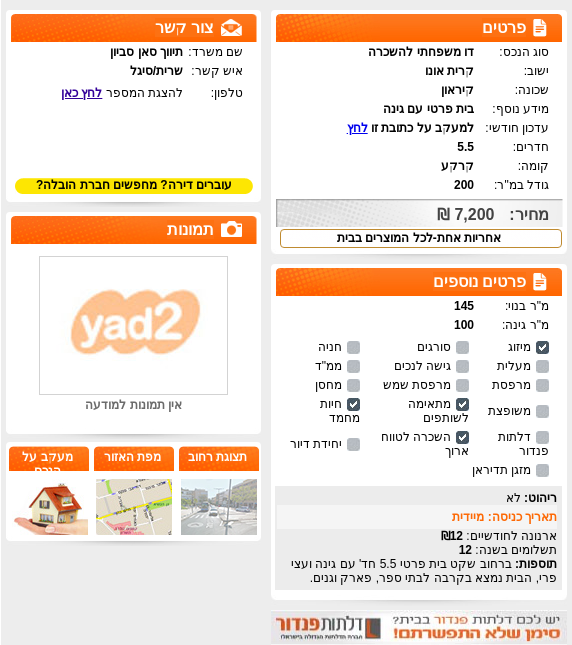 פרטים
סוג הנכס: דו משפחתי להשכרה
ישוב: קרית אונו
שכונה: קיראון
מידע נוסף: בית פרטי עם גינה
עדכון חודשי: למעקב על כתובת זו לחץ
חדרים: 5.5
קומה: קרקע
גודל במ"ר: 200
מחיר: 7,200 ₪
אחריות אחת-לכל המוצרים בבית
פרטים נוספים
מ"ר בנוי: 145
מ"ר גינה: 100
מיזוג סורגים חניה
מעלית גישה לנכים ממ"ד
מרפסת מרפסת שמש מחסן
משופצת מתאימה לשותפים חיות מחמד
דלתות פנדור השכרה לטווח ארוך יחידת דיור
מזגן תדיראן
ריהוט: לא
תאריך כניסה: מיידית
ארנונה לחודשיים: 12₪
תשלומים בשנה: 12
תוספות: ברחוב שקט בית פרטי 5.5 חד' עם גינה ועצי
פרי, הבית נמצא בקרבה לבתי ספר, פארק וגנים.
יש לכם דלתות פנדור בבית?
סימן שלא התפשרתם!
דלתות פנדור
חברת הדלתות הגדולה בישראל
צור קשר
שם משרד: תיווך סאן סביון
איש קשר: שרית/סיגל
טלפון: להצגת המספר לחץ כאן
עוברים דירה? מחפשים חברת הובלה?
תמונות
yad2
אין תמונות למודעה
תצוגת רחוב
מפת האזור
מעקב על
הנכס